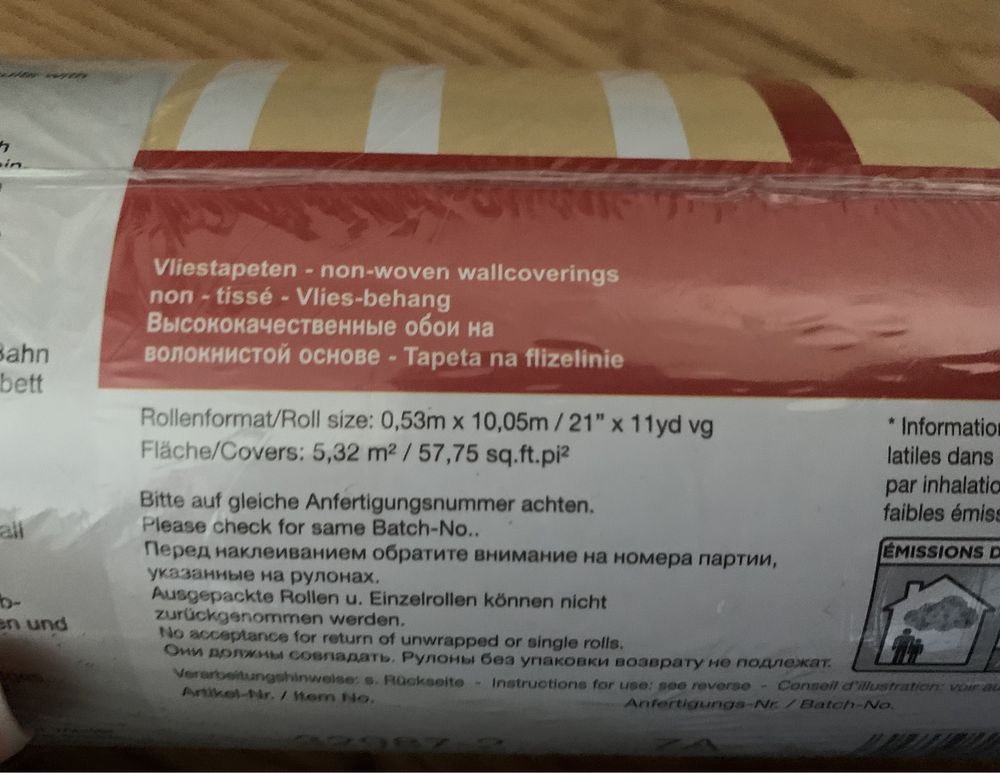 Vliestapeten - non-woven wallcoverings
non - tissé - Vlies-behang
Высококачественные обои на
волокнистой основе - Tapeta na flizelinie
Bahn
bett
Rollenformat/Roll size: 0,53m x 10,05m / 21" x 11yd vg
Fläche/Covers: 5,32 m² / 57,75 sq.ft.pi²
* Information
latiles dans
par inhalatio
faibles émiss
ÉMISSIONS D
Bitte auf gleiche Anfertigungsnummer achten.
Please check for same Batch-No..
Перед наклеиванием обратите внимание на номера партии,
указанные на рулонах.
Ausgepackte Rollen u. Einzelrollen können nicht
zurückgenommen werden.
en und
No acceptance for return of unwrapped or single rolls.
Они должны совпадать. Рулоны без упаковки возврату не подлежат.
Verarbeitungshinweise: s. Rückseite - Instructions for use: see reverse - Conseil d'illustration: voir au
Artikel-Nr. / Item No.
Anfertigungs-Nr. / Batch-No.
7A